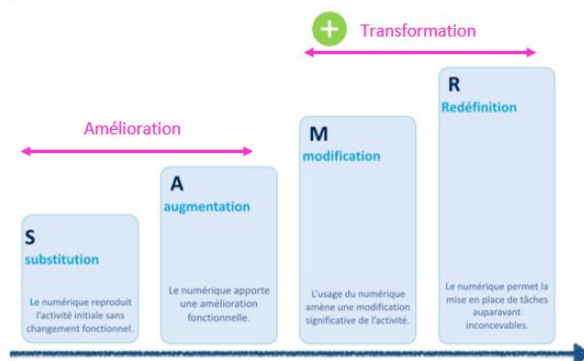 +
Transformation
Amélioration
S
substitution
Le numérique reproduit
l'activité initiale sans
changement fonctionnel.
A
augmentation
Le numérique apporte
une amélioration
fonctionnelle.
M
modification
L'usage du numérique
amène une modification
significative de l'activité.
R
Redéfinition
Le numérique permet la
mise en place de tâches
auparavant
inconcevables.